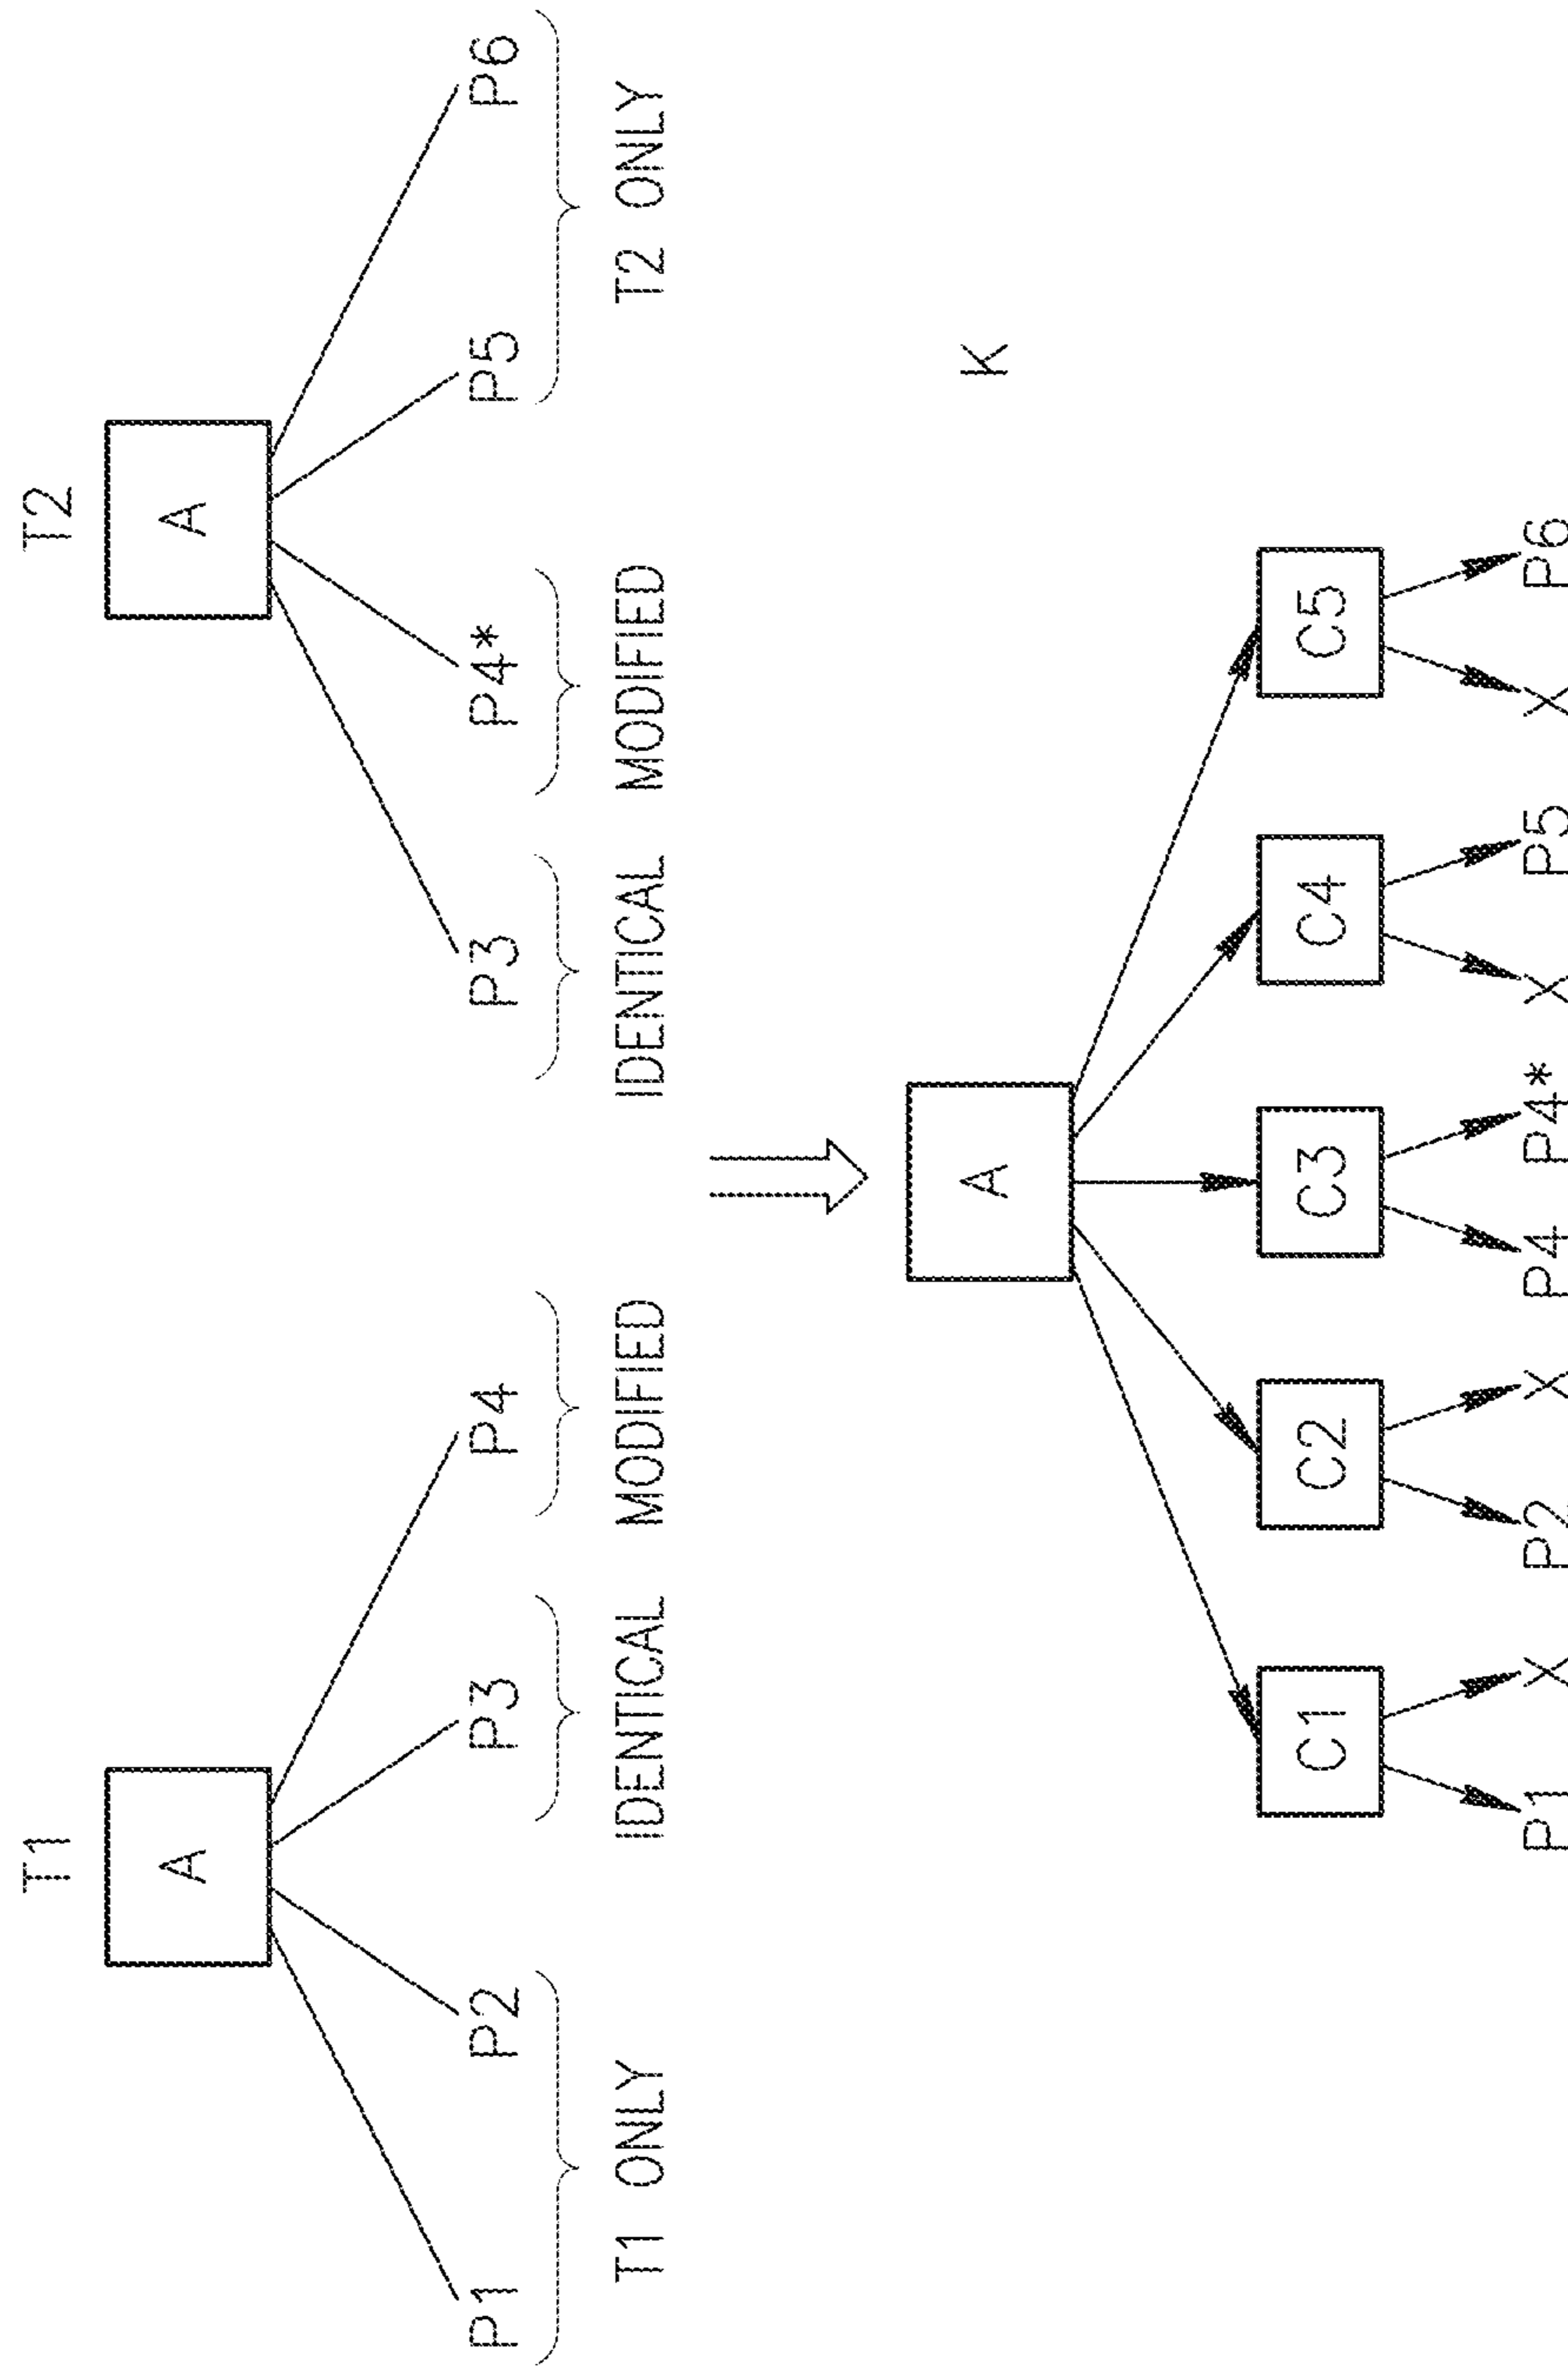 T1 T2
A A
P1 P2 P3 P4 P3 P4* P5 P6
T1 ONLY IDENTICAL MODIFIED IDENTICAL MODIFIED T2 ONLY
A K
C1 C2 C3 C4 C5
P1 X P2 X P4 P4* X P5 X P6